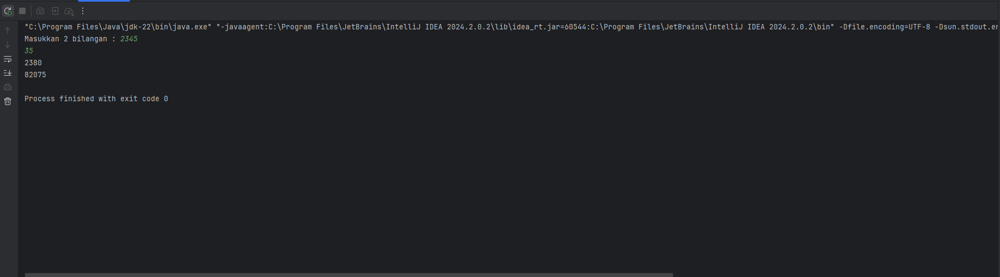 "C:\Program Files\Java\jdk-22\bin\java.exe" "-javaagent:C:\Program Files\JetBrains\IntelliJ IDEA 2024.2.0.2\lib\idea_rt.jar=60544:C:\Program Files\JetBrains\IntelliJ IDEA 2024.2.0.2\bin" -Dfile.encoding=UTF-8 -Dsun.stdout.en
Masukkan 2 bilangan : 2345
35
2380
82075
Process finished with exit code 0